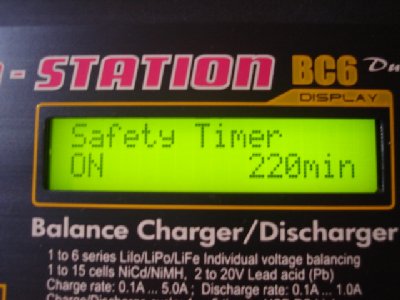 - STATION BC6 Du
DISPLAY
Safety Timer
ON 220min
Balance Charger/Discharger
1 to 6 series LiIo/LiPo/LiFe Individual voltage balancing
1 to 15 cells NiCd/NiMH, 2 to 20V Lead acid (Pb)
Charge rate: 0.1A ... 5.0A; Discharge rate: 0.1A ... 1.0A